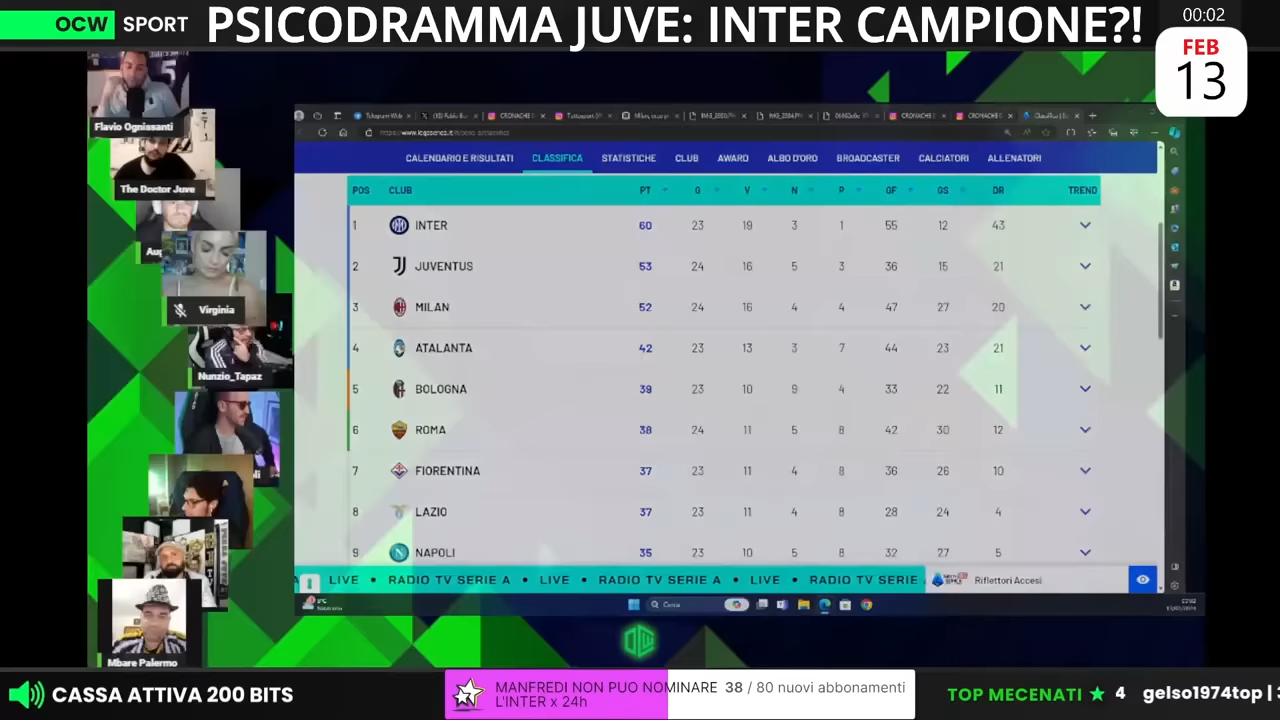 OCW SPORT
PSICODRAMMA JUVE: INTER CAMPIONE?!
00:02
FEB
13
Flavio Ognissanti
The Doctor Juve
Virginia
Nunzio_Tapaz
Mbare Palermo
CALENDARIO E RISULTATI CLASSIFICA STATISTICHE CLUB AWARD ALBO D'ORO BROADCASTER CALCIATORI ALLENATORI
POS CLUB PT G V N P GF GS DR TREND
1 INTER 60 23 19 3 1 55 12 43
2 JUVENTUS 53 24 16 5 3 36 15 21
3 MILAN 52 24 16 4 4 47 27 20
4 ATALANTA 42 23 13 3 7 44 23 21
5 BOLOGNA 39 23 10 9 4 33 22 11
6 ROMA 38 24 11 5 8 42 30 12
7 FIORENTINA 37 23 11 4 8 36 26 10
8 LAZIO 37 23 11 4 8 28 24 4
9 NAPOLI 35 23 10 5 8 32 27 5
LIVE • RADIO TV SERIE A • LIVE • RADIO TV SERIE A • LIVE • RADIO TV SERIE
Riflettori Accesi
Cerca
CASSA ATTIVA 200 BITS
MANFREDI NON PUO NOMINARE L'INTER x 24h
38 / 80 nuovi abbonamenti
TOP MECENATI ★ 4 gelso1974top |